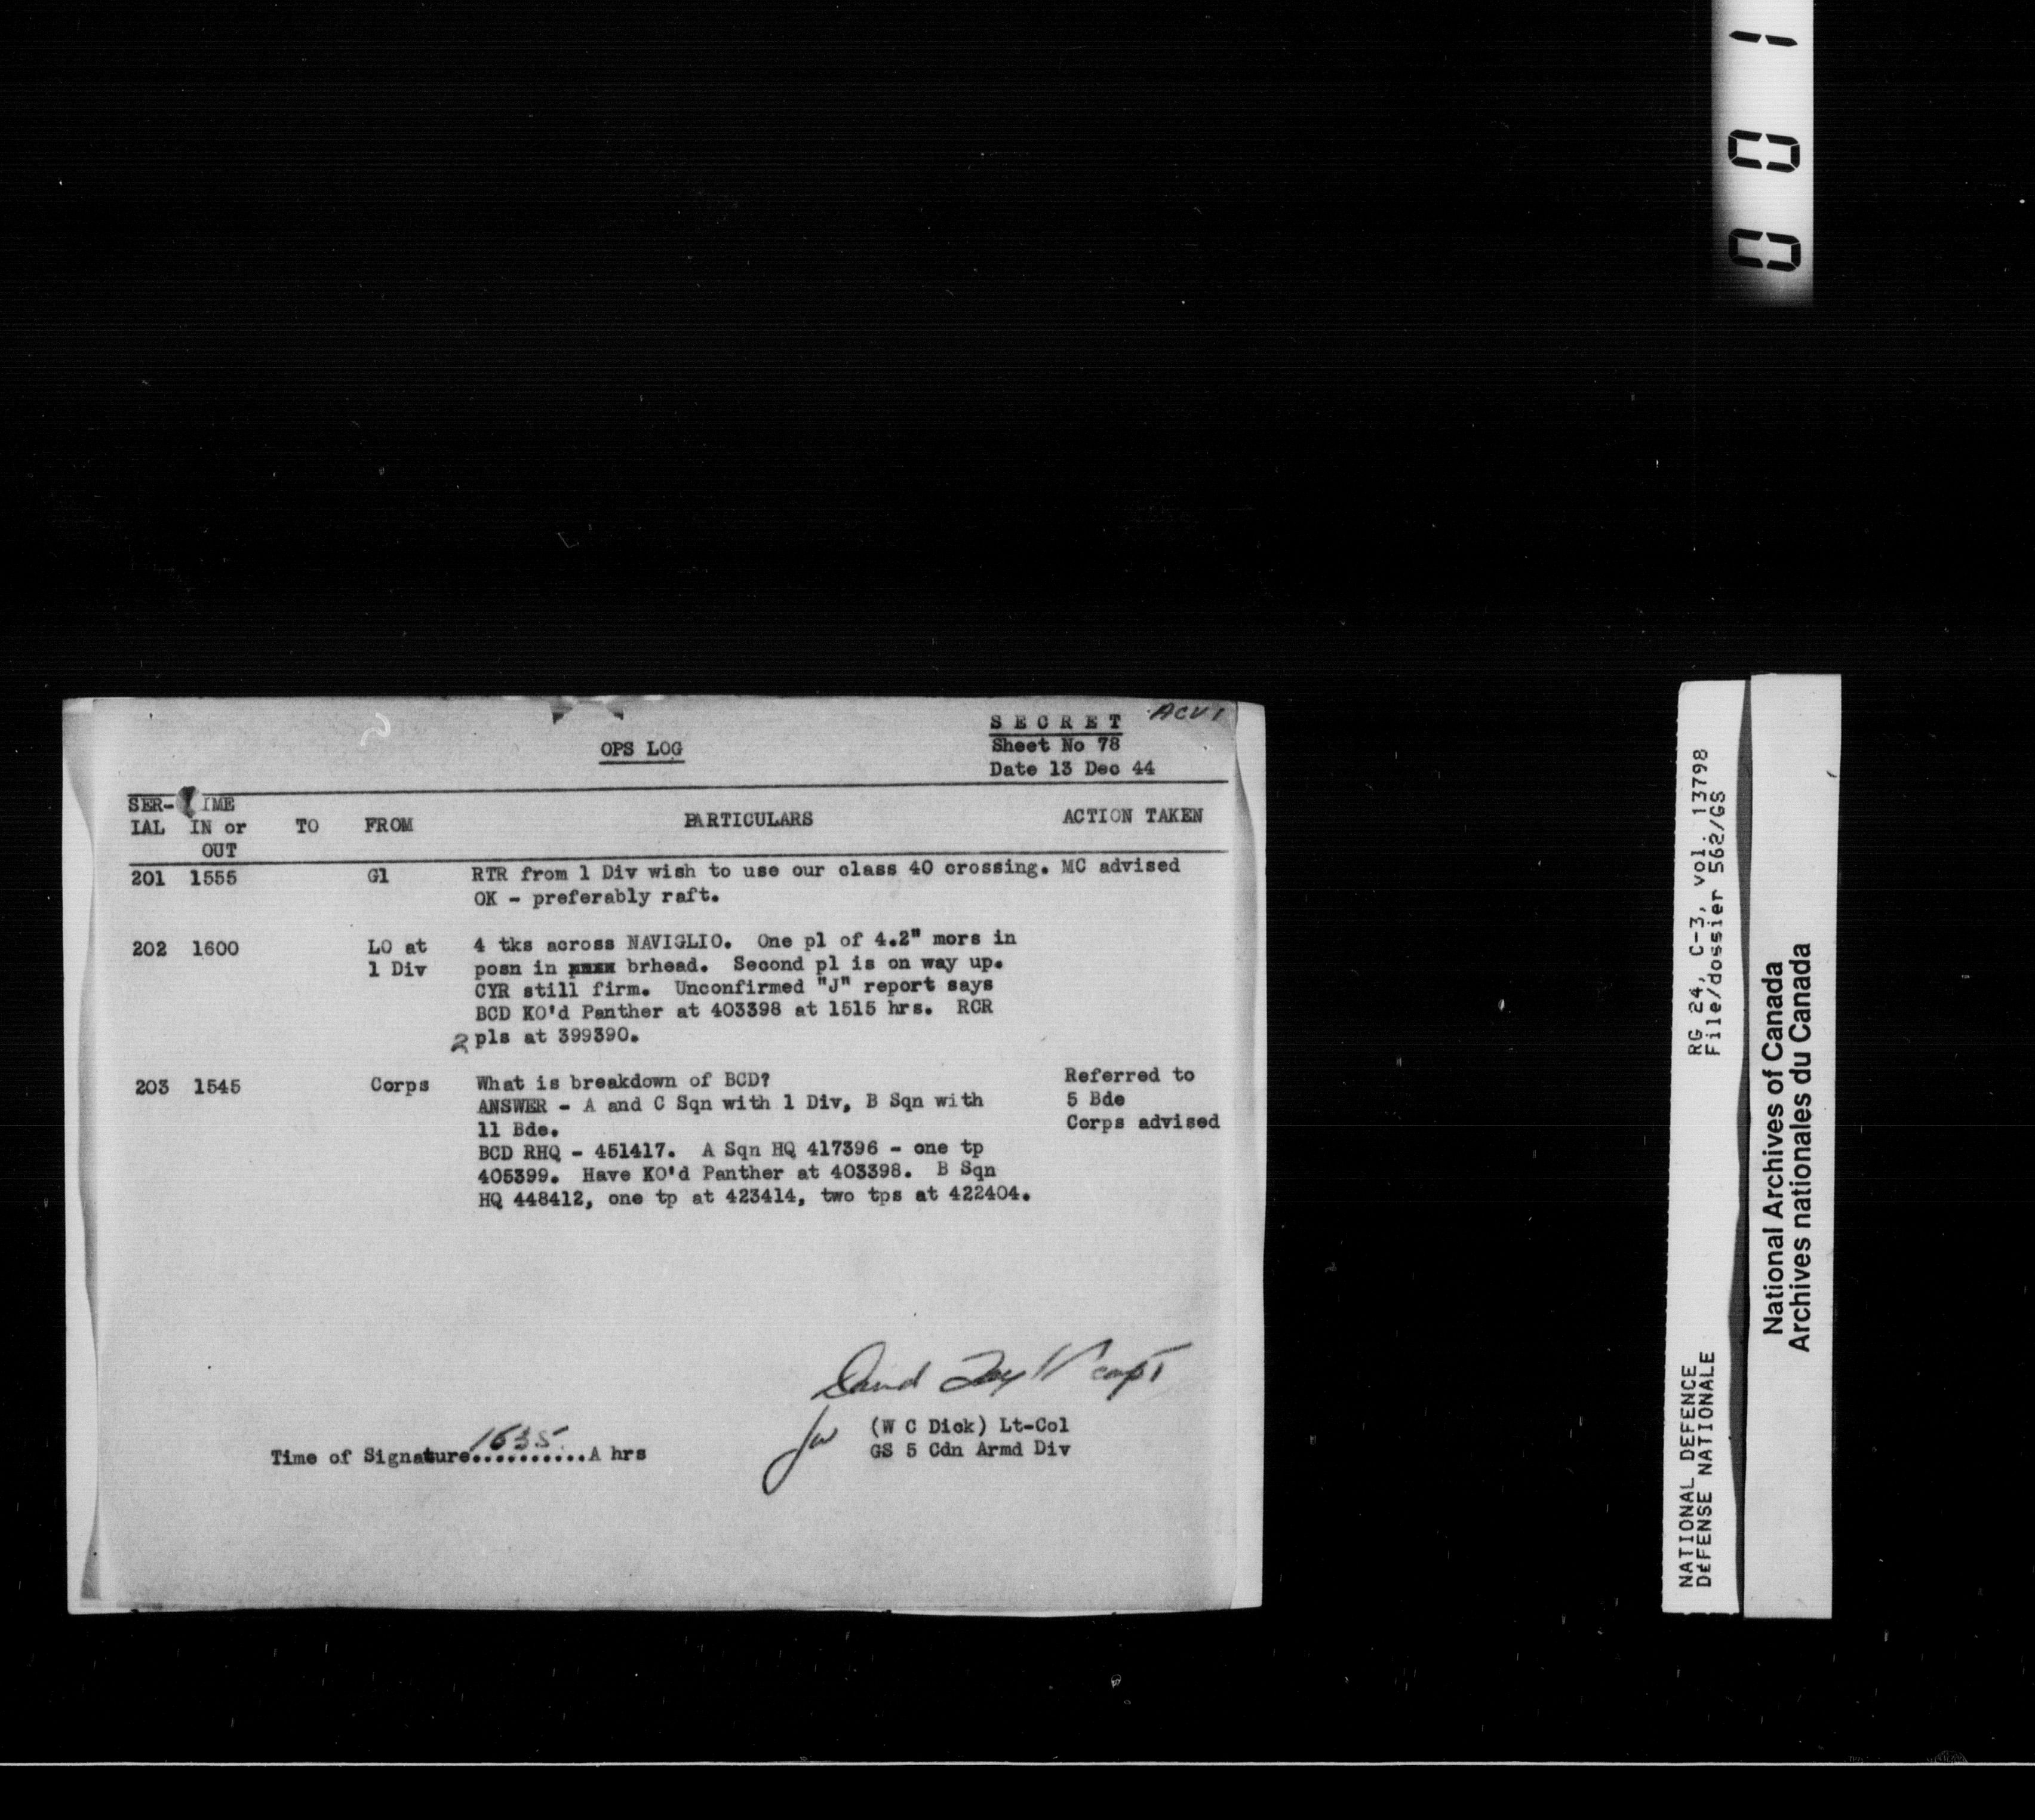 001
SECRET ACV1
Sheet No 78
OPS LOG
Date 13 Dec 44
SER- IME
IAL IN or TO FROM PARTICULARS ACTION TAKEN
OUT
201 1555 G1 RTR from 1 Div wish to use our class 40 crossing. MC advised
OK - preferably raft.
202 1600 LO at 4 tks across NAVIGLIO. One pl of 4.2" mors in
1 Div posn in brhead. Second pl is on way up.
CYR still firm. Unconfirmed "J" report says
BCD KO'd Panther at 403398 at 1515 hrs. RCR
2 pls at 399390.
203 1545 Corps What is breakdown of BCD? Referred to
ANSWER - A and C Sqn with 1 Div, B Sqn with 5 Bde
11 Bde. Corps advised
BCD RHQ - 451417. A Sqn HQ 417396 - one tp
405399. Have KO'd Panther at 403398. B Sqn
HQ 448412, one tp at 423414, two tps at 422404.
David Capt
(W C Dick) Lt-Col
GS 5 Cdn Armd Div
Time of Signature 1635 ...........A hrs
RG 24, C-3, vol. 13798
File/dossier 562/GS
NATIONAL DEFENCE
DÉFENSE NATIONALE
National Archives of Canada
Archives nationales du Canada